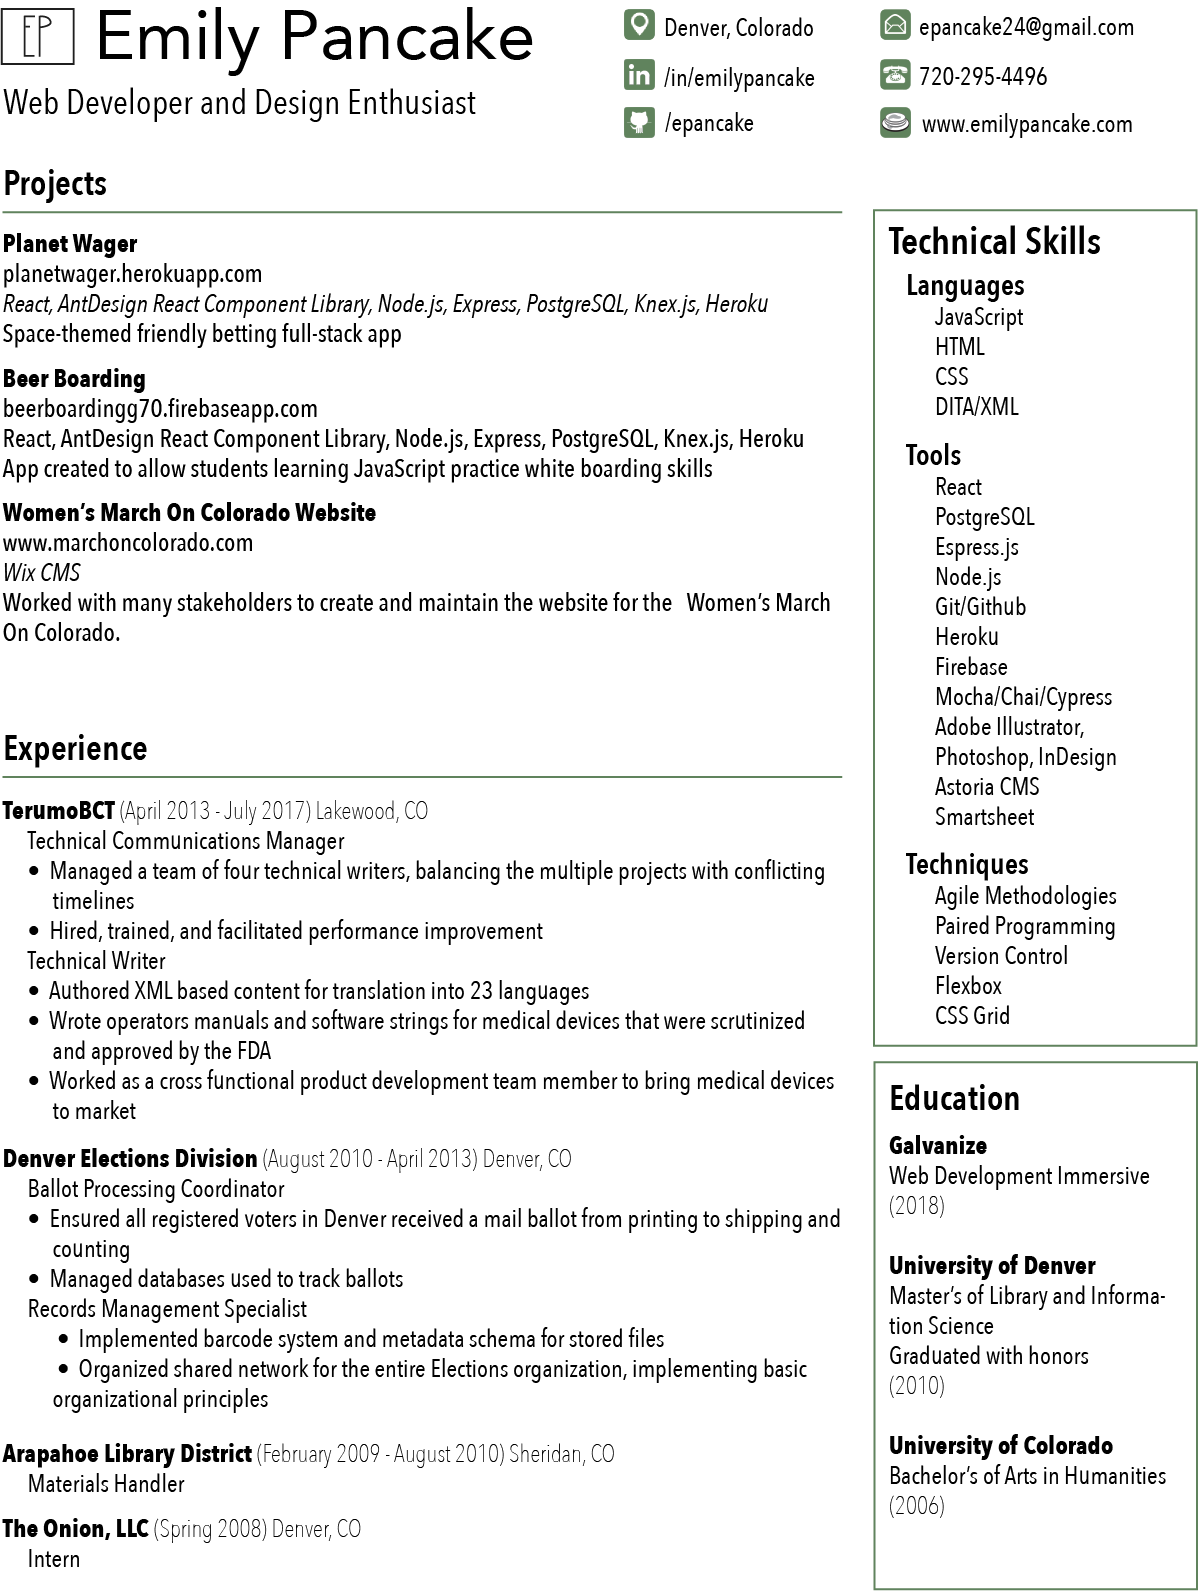 EP
Emily Pancake
Web Developer and Design Enthusiast
Denver, Colorado
in
/in/emilypancake
/epancake
epancake24@gmail.com
720-295-4496
www.emilypancake.com
Projects
Planet Wager
planetwager.herokuapp.com
React, AntDesign React Component Library, Node.js, Express, PostgreSQL, Knex.js, Heroku
Space-themed friendly betting full-stack app
Beer Boarding
beerboardingg70.firebaseapp.com
React, AntDesign React Component Library, Node.js, Express, PostgreSQL, Knex.js, Heroku
App created to allow students learning JavaScript practice white boarding skills
Women's March On Colorado Website
www.marchoncolorado.com
Wix CMS
Worked with many stakeholders to create and maintain the website for the Women's March
On Colorado.
Experience
TerumoBCT (April 2013 - July 2017) Lakewood, CO
Technical Communications Manager
• Managed a team of four technical writers, balancing the multiple projects with conflicting
timelines
• Hired, trained, and facilitated performance improvement
Technical Writer
• Authored XML based content for translation into 23 languages
• Wrote operators manuals and software strings for medical devices that were scrutinized
and approved by the FDA
• Worked as a cross functional product development team member to bring medical devices
to market
Denver Elections Division (August 2010 - April 2013) Denver, CO
Ballot Processing Coordinator
• Ensured all registered voters in Denver received a mail ballot from printing to shipping and
counting
• Managed databases used to track ballots
Records Management Specialist
• Implemented barcode system and metadata schema for stored files
• Organized shared network for the entire Elections organization, implementing basic
organizational principles
Arapahoe Library District (February 2009 - August 2010) Sheridan, CO
Materials Handler
The Onion, LLC (Spring 2008) Denver, CO
Intern
Technical Skills
Languages
JavaScript
HTML
CSS
DITA/XML
Tools
React
PostgreSQL
Espress.js
Node.js
Git/Github
Heroku
Firebase
Mocha/Chai/Cypress
Adobe Illustrator,
Photoshop, InDesign
Astoria CMS
Smartsheet
Techniques
Agile Methodologies
Paired Programming
Version Control
Flexbox
CSS Grid
Education
Galvanize
Web Development Immersive
(2018)
University of Denver
Master's of Library and Informa-
tion Science
Graduated with honors
(2010)
University of Colorado
Bachelor's of Arts in Humanities
(2006)